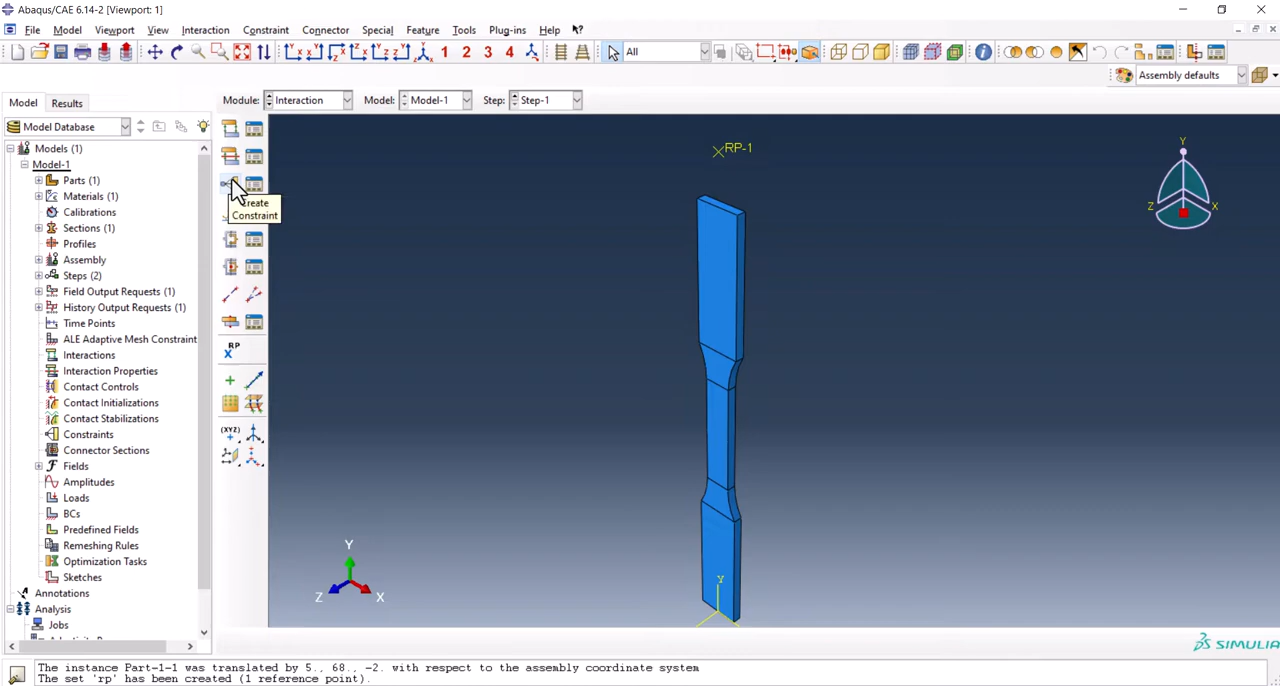 Abaqus/CAE 6.14-2 [Viewport: 1]
File Model Viewport View Interaction Constraint Connector Special Feature Tools Plug-ins Help
1 2 3 4 All
Assembly defaults
Model Results
Module: Interaction Model: Model-1 Step: Step-1
Model Database
Models (1)
Model-1
Parts (1)
Materials (1)
Calibrations
Sections (1)
Profiles
Assembly
Steps (2)
Field Output Requests (1)
History Output Requests (1)
Time Points
ALE Adaptive Mesh Constraint
Interactions
Interaction Properties
Contact Controls
Contact Initializations
Contact Stabilizations
Constraints
Connector Sections
Fields
Amplitudes
Loads
BCs
Predefined Fields
Remeshing Rules
Optimization Tasks
Sketches
Annotations
Analysis
Jobs
Constraint
RP
X
(XYZ)
RP-1
Y
Z X
Y
Y
Z X
SIMULIA
The instance Part-1-1 was translated by 5., 68., -2. with respect to the assembly coordinate system
The set 'rp' has been created (1 reference point).